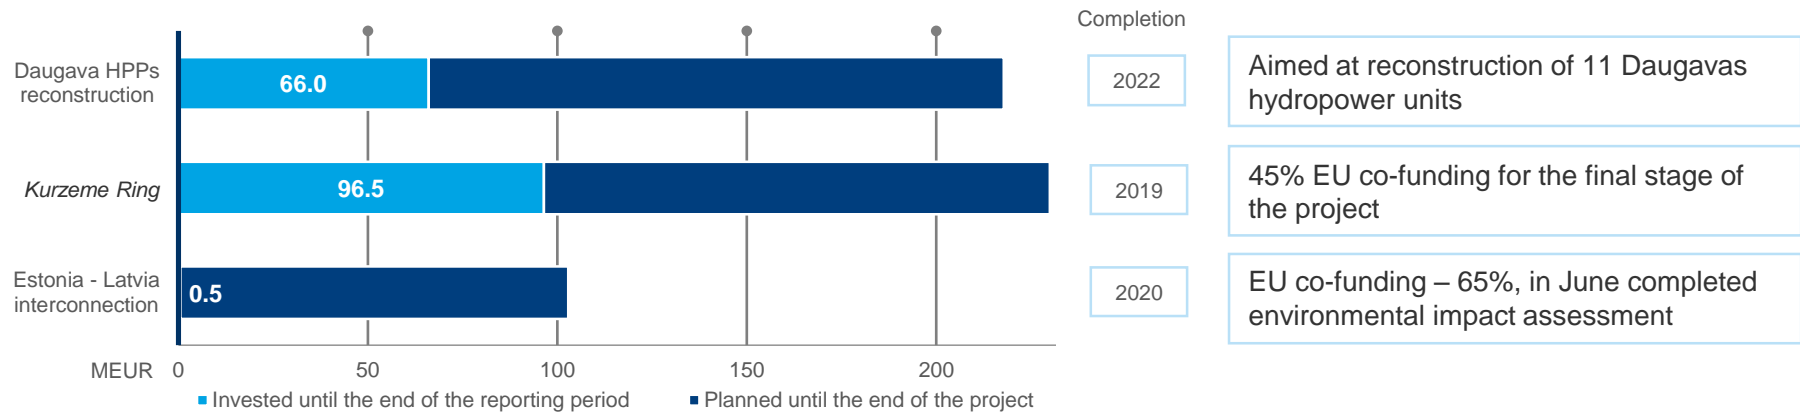 Completion
Daugava HPPs
reconstruction
66.0
2022
Aimed at reconstruction of 11 Daugavas
hydropower units
Kurzeme Ring
96.5
2019
45% EU co-funding for the final stage of
the project
Estonia - Latvia
interconnection
0.5
2020
EU co-funding – 65%, in June completed
environmental impact assessment
MEUR 0 50 100 150 200
Invested until the end of the reporting period Planned until the end of the project